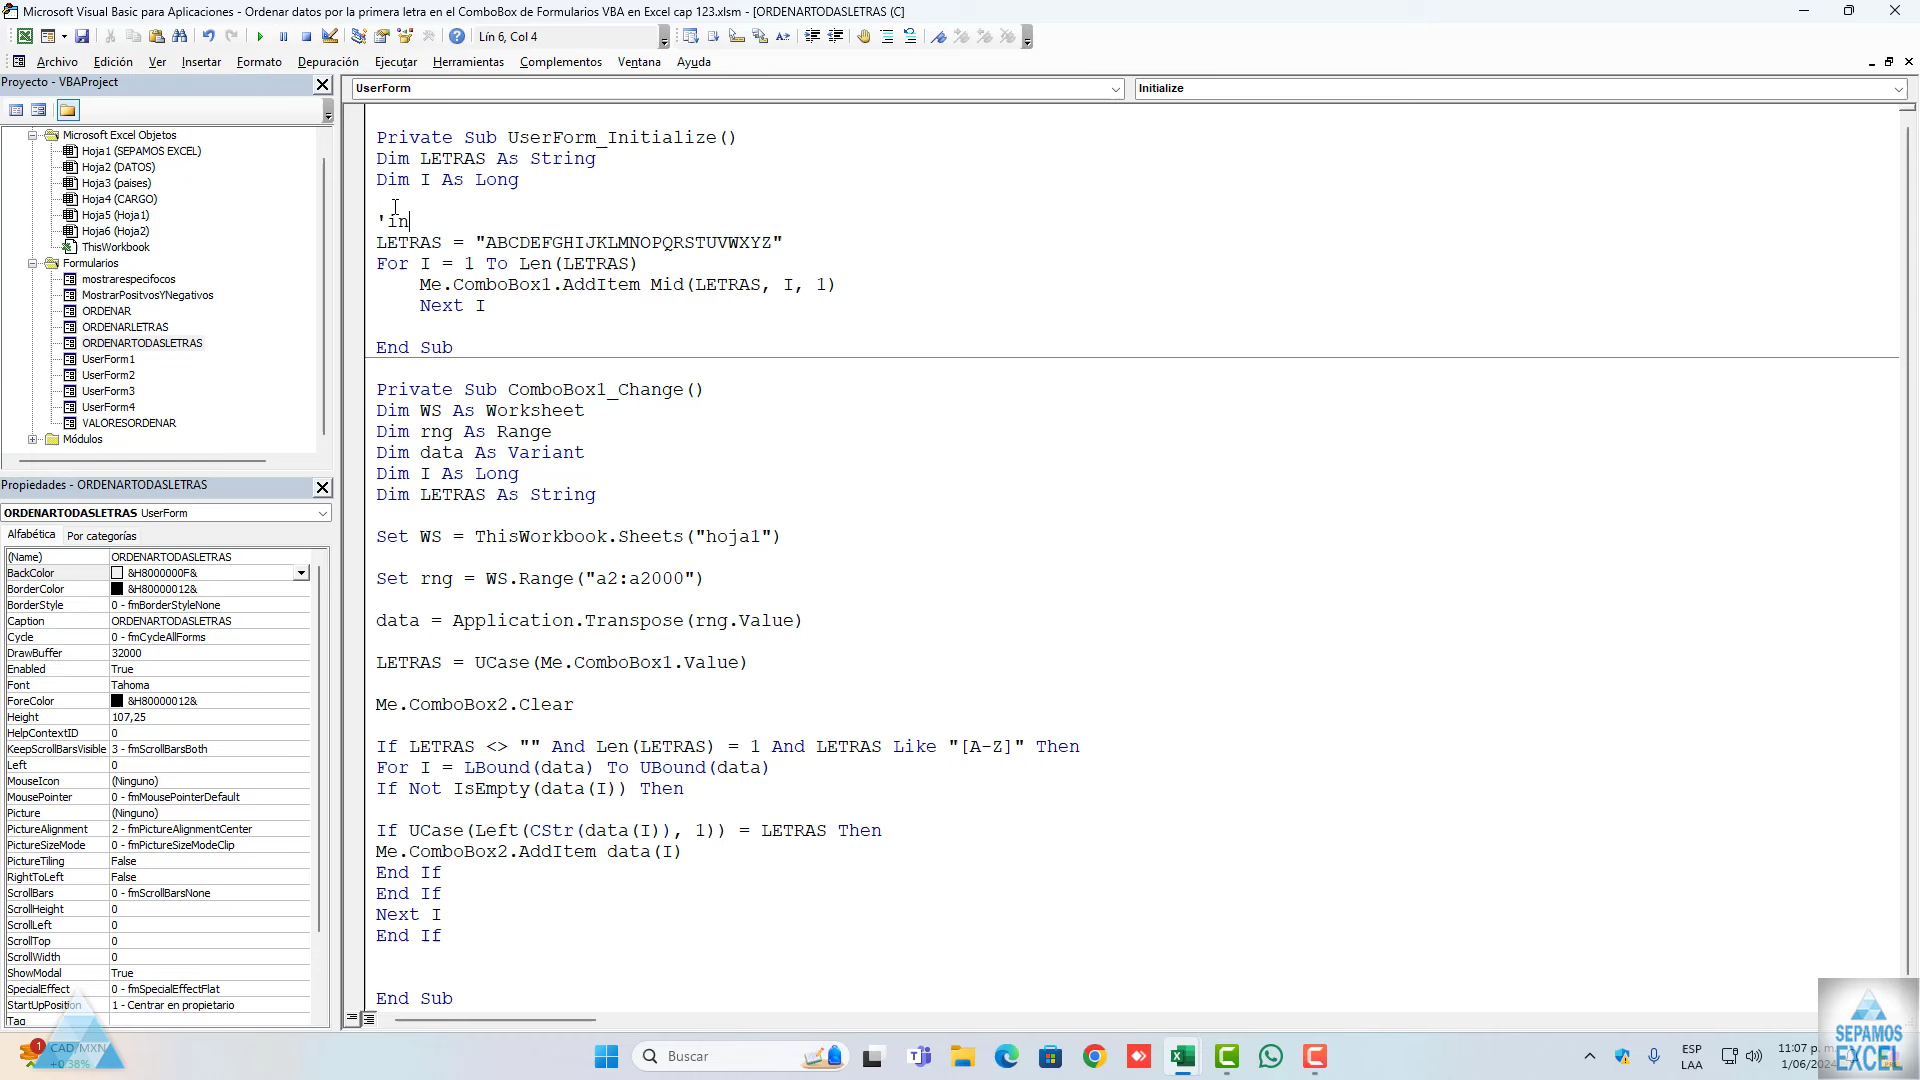 Microsoft Visual Basic para Aplicaciones - Ordenar datos por la primera letra en el ComboBox de Formularios VBA en Excel cap 123.xlsm - [ORDENARTODASLETRAS (C]
Lín 6, Col 4
Archivo Edición Ver Insertar Formato Depuración Ejecutar Herramientas Complementos Ventana Ayuda
Proyecto - VBAProject
UserForm
Initialize
Microsoft Excel Objetos
Hoja1 (SEPAMOS EXCEL)
Hoja2 (DATOS)
Hoja3 (paises)
Hoja4 (CARGO)
Hoja5 (Hoja1)
Hoja6 (Hoja2)
ThisWorkbook
Formularios
mostrarespecifocos
MostrarPositvosYNegativos
ORDENAR
ORDENARLETRAS
ORDENARTODASLETRAS
UserForm1
UserForm2
UserForm3
UserForm4
VALORESORDENAR
Módulos
Propiedades - ORDENARTODASLETRAS
ORDENARTODASLETRAS UserForm
Alfabética Por categorías
(Name) ORDENARTODASLETRAS
BackColor &H8000000F&
BorderColor &H80000012&
BorderStyle 0 - fmBorderStyleNone
Caption ORDENARTODASLETRAS
Cycle 0 - fmCycleAllForms
DrawBuffer 32000
Enabled True
Font Tahoma
ForeColor &H80000012&
Height 107,25
HelpContextID 0
KeepScrollBarsVisible 3 - fmScrollBarsBoth
Left 0
MouseIcon (Ninguno)
MousePointer 0 - fmMousePointerDefault
Picture (Ninguno)
PictureAlignment 2 - fmPictureAlignmentCenter
PictureSizeMode 0 - fmPictureSizeModeClip
PictureTiling False
RightToLeft False
ScrollBars 0 - fmScrollBarsNone
ScrollHeight 0
ScrollLeft 0
ScrollTop 0
ScrollWidth 0
ShowModal True
SpecialEffect 0 - fmSpecialEffectFlat
StartUpPosition 1 - Centrar en propietario
Tag
Private Sub UserForm_Initialize()
Dim LETRAS As String
Dim I As Long
'in
LETRAS = "ABCDEFGHIJKLMNOPQRSTUVWXYZ"
For I = 1 To Len(LETRAS)
Me.ComboBox1.AddItem Mid(LETRAS, I, 1)
Next I
End Sub
Private Sub ComboBox1_Change()
Dim WS As Worksheet
Dim rng As Range
Dim data As Variant
Dim I As Long
Dim LETRAS As String
Set WS = ThisWorkbook.Sheets("hoja1")
Set rng = WS.Range("a2:a2000")
data = Application.Transpose(rng.Value)
LETRAS = UCase(Me.ComboBox1.Value)
Me.ComboBox2.Clear
If LETRAS <> "" And Len(LETRAS) = 1 And LETRAS Like "[A-Z]" Then
For I = LBound(data) To UBound(data)
If Not IsEmpty(data(I)) Then
If UCase(Left(CStr(data(I)), 1)) = LETRAS Then
Me.ComboBox2.AddItem data(I)
End If
End If
Next I
End If
End Sub
1
CAD/MXN
+0.38%
Buscar
ESP
LAA
11:07 p.
1/06/2024
SEPAMOS
EXCEL